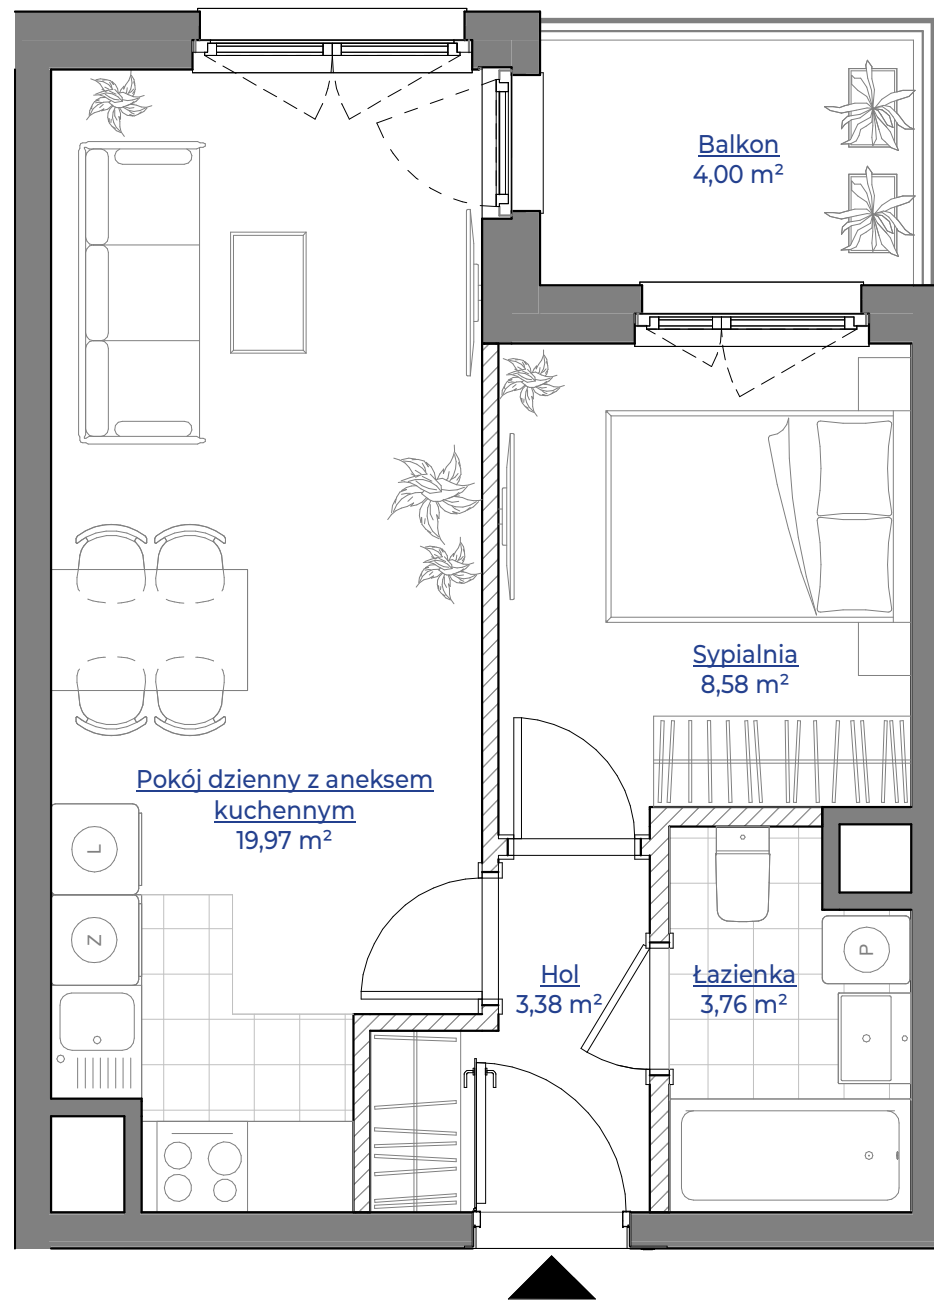 Balkon
4,00 m²
Sypialnia
8,58 m²
Pokój dzienny z aneksem
kuchennym
19,97 m²
L
Z
Hol
3,38 m²
Łazienka
3,76 m²
P